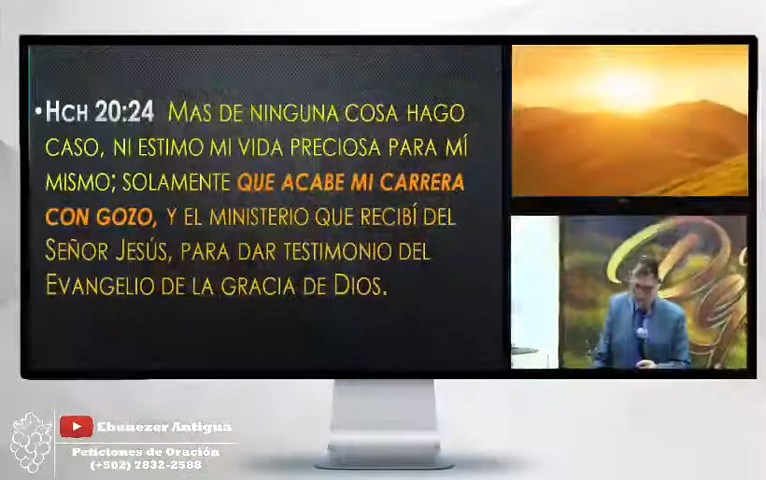 •Hch 20:24 Mas de ninguna cosa hago
caso, ni estimo mi vida preciosa para mí
mismo; solamente que acabe mi carrera
con gozo, y el ministerio que recibí del
Señor Jesús, para dar testimonio del
Evangelio de la gracia de Dios.
Ebenezer Antigua
Peticiones de Oración
(+502) 7832-2588